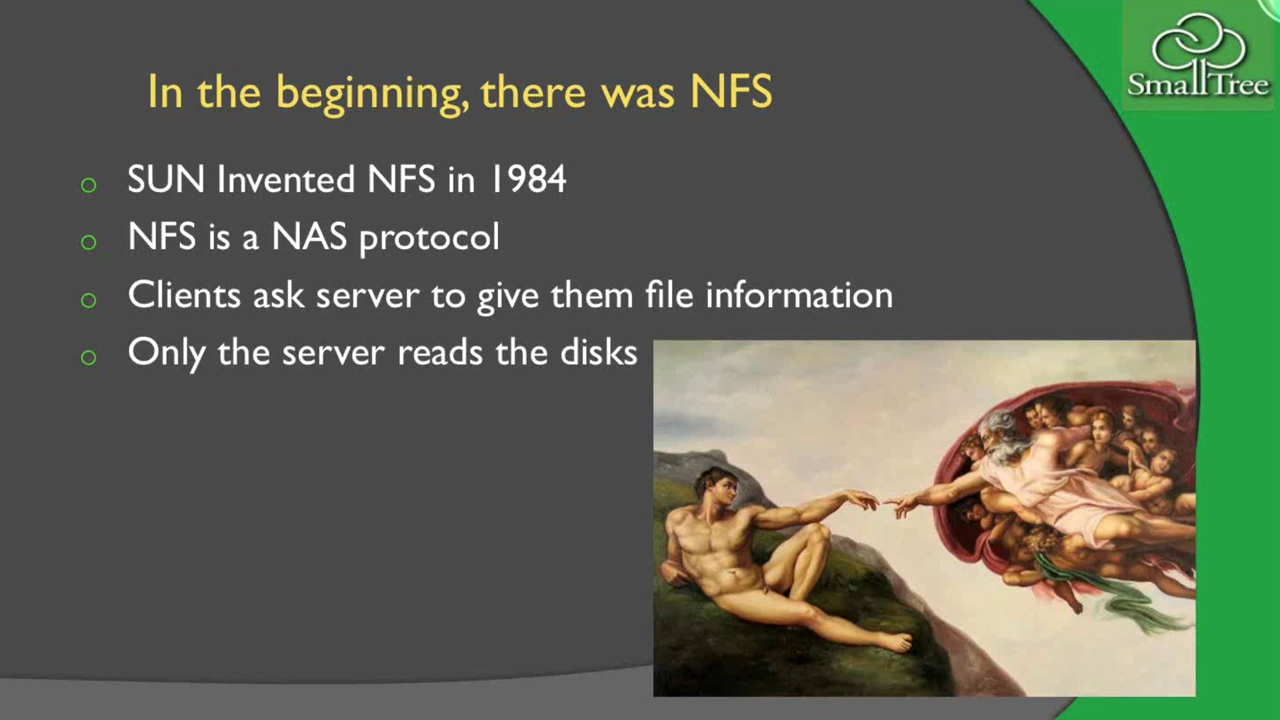 In the beginning, there was NFS
SmallTree
SUN Invented NFS in 1984
NFS is a NAS protocol
Clients ask server to give them file information
Only the server reads the disks